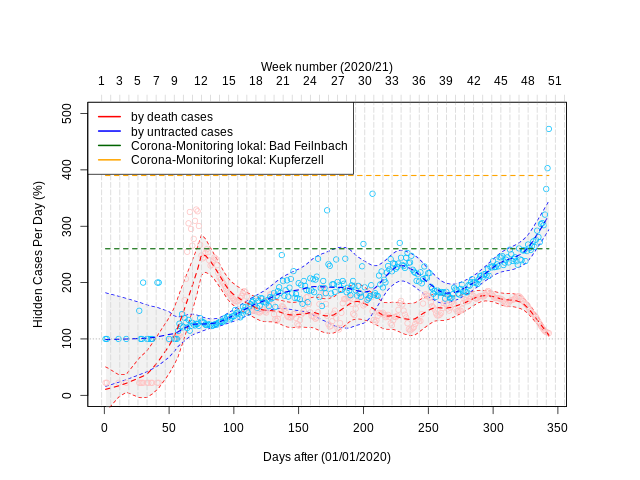 Week number (2020/21)
1 3 5 7 9 12 15 18 21 24 27 30 33 36 39 42 45 48 51
by death cases
by untracted cases
Corona-Monitoring lokal: Bad Feilnbach
Corona-Monitoring lokal: Kupferzell
Hidden Cases Per Day (%)
500
400
300
200
100
0
0 50 100 150 200 250 300 350
Days after (01/01/2020)